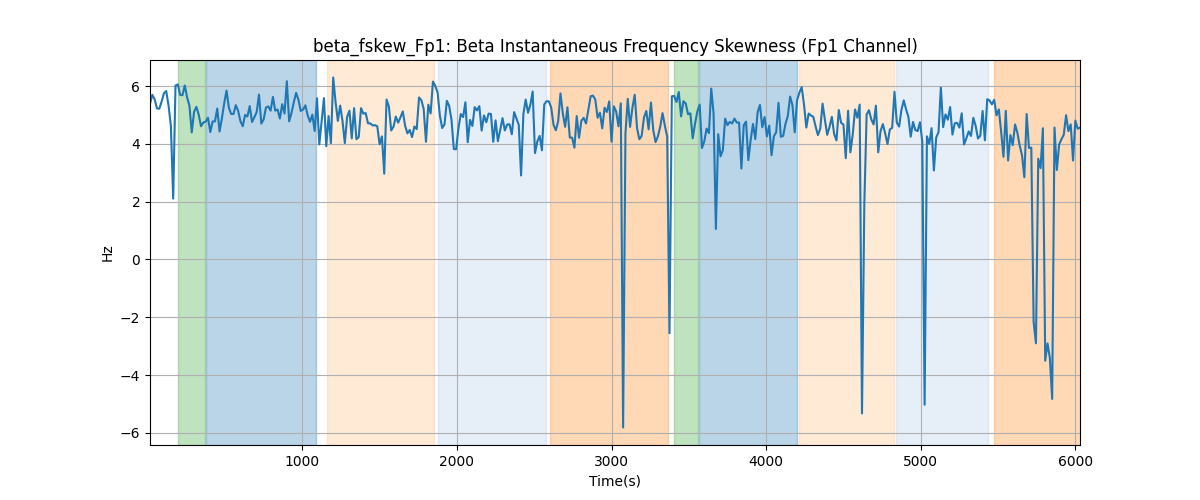 beta_fskew_Fp1: Beta Instantaneous Frequency Skewness (Fp1 Channel)
6
4
2
0
−2
−4
−6
Hz
1000 2000 3000 4000 5000 6000
Time(s)